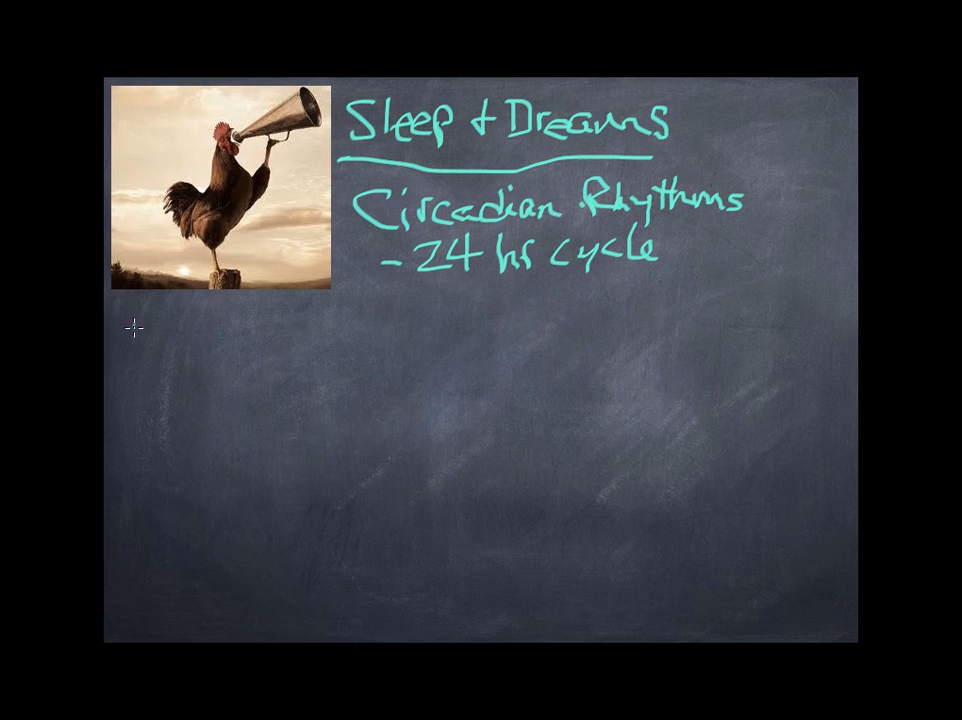 Sleep + Dreams
Circadian Rhythms
- 24 hr cycle